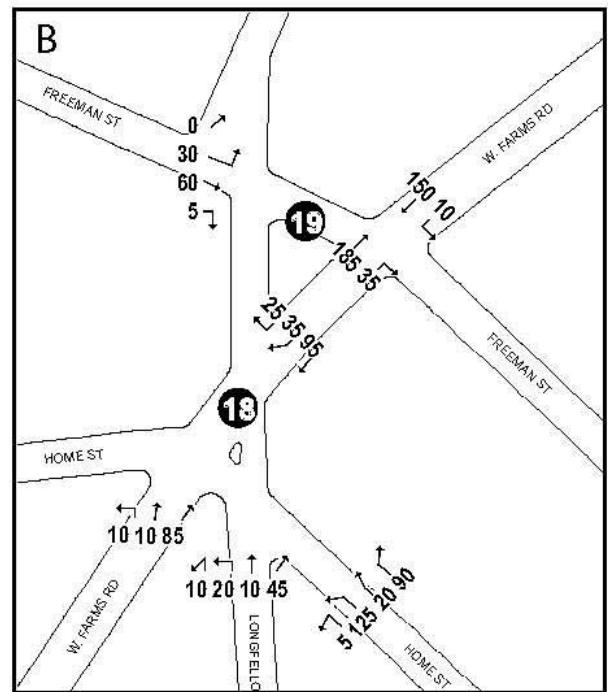 B
FREEMAN ST
0
30
60
5
W. FARMS RD
150 10
19
185 35
25 35 95
FREEMAN ST
18
HOME ST
10 10 85
W. FARMS RD
10 20 10 45
LONGFELLO
5 125 20 90
HOME ST